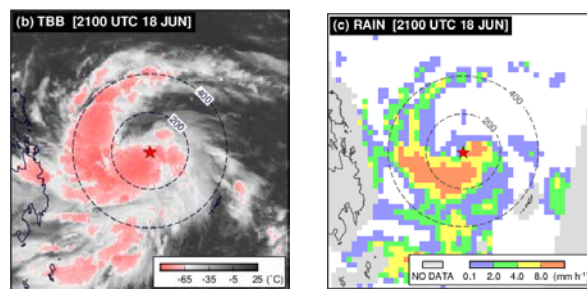 (b) TBB [2100 UTC 18 JUN]
400
200
-65 -35 -5 25 (°C)
(c) RAIN [2100 UTC 18 JUN]
400
200
NO DATA 0.1 2.0 4.0 8.0 (mm h⁻¹)